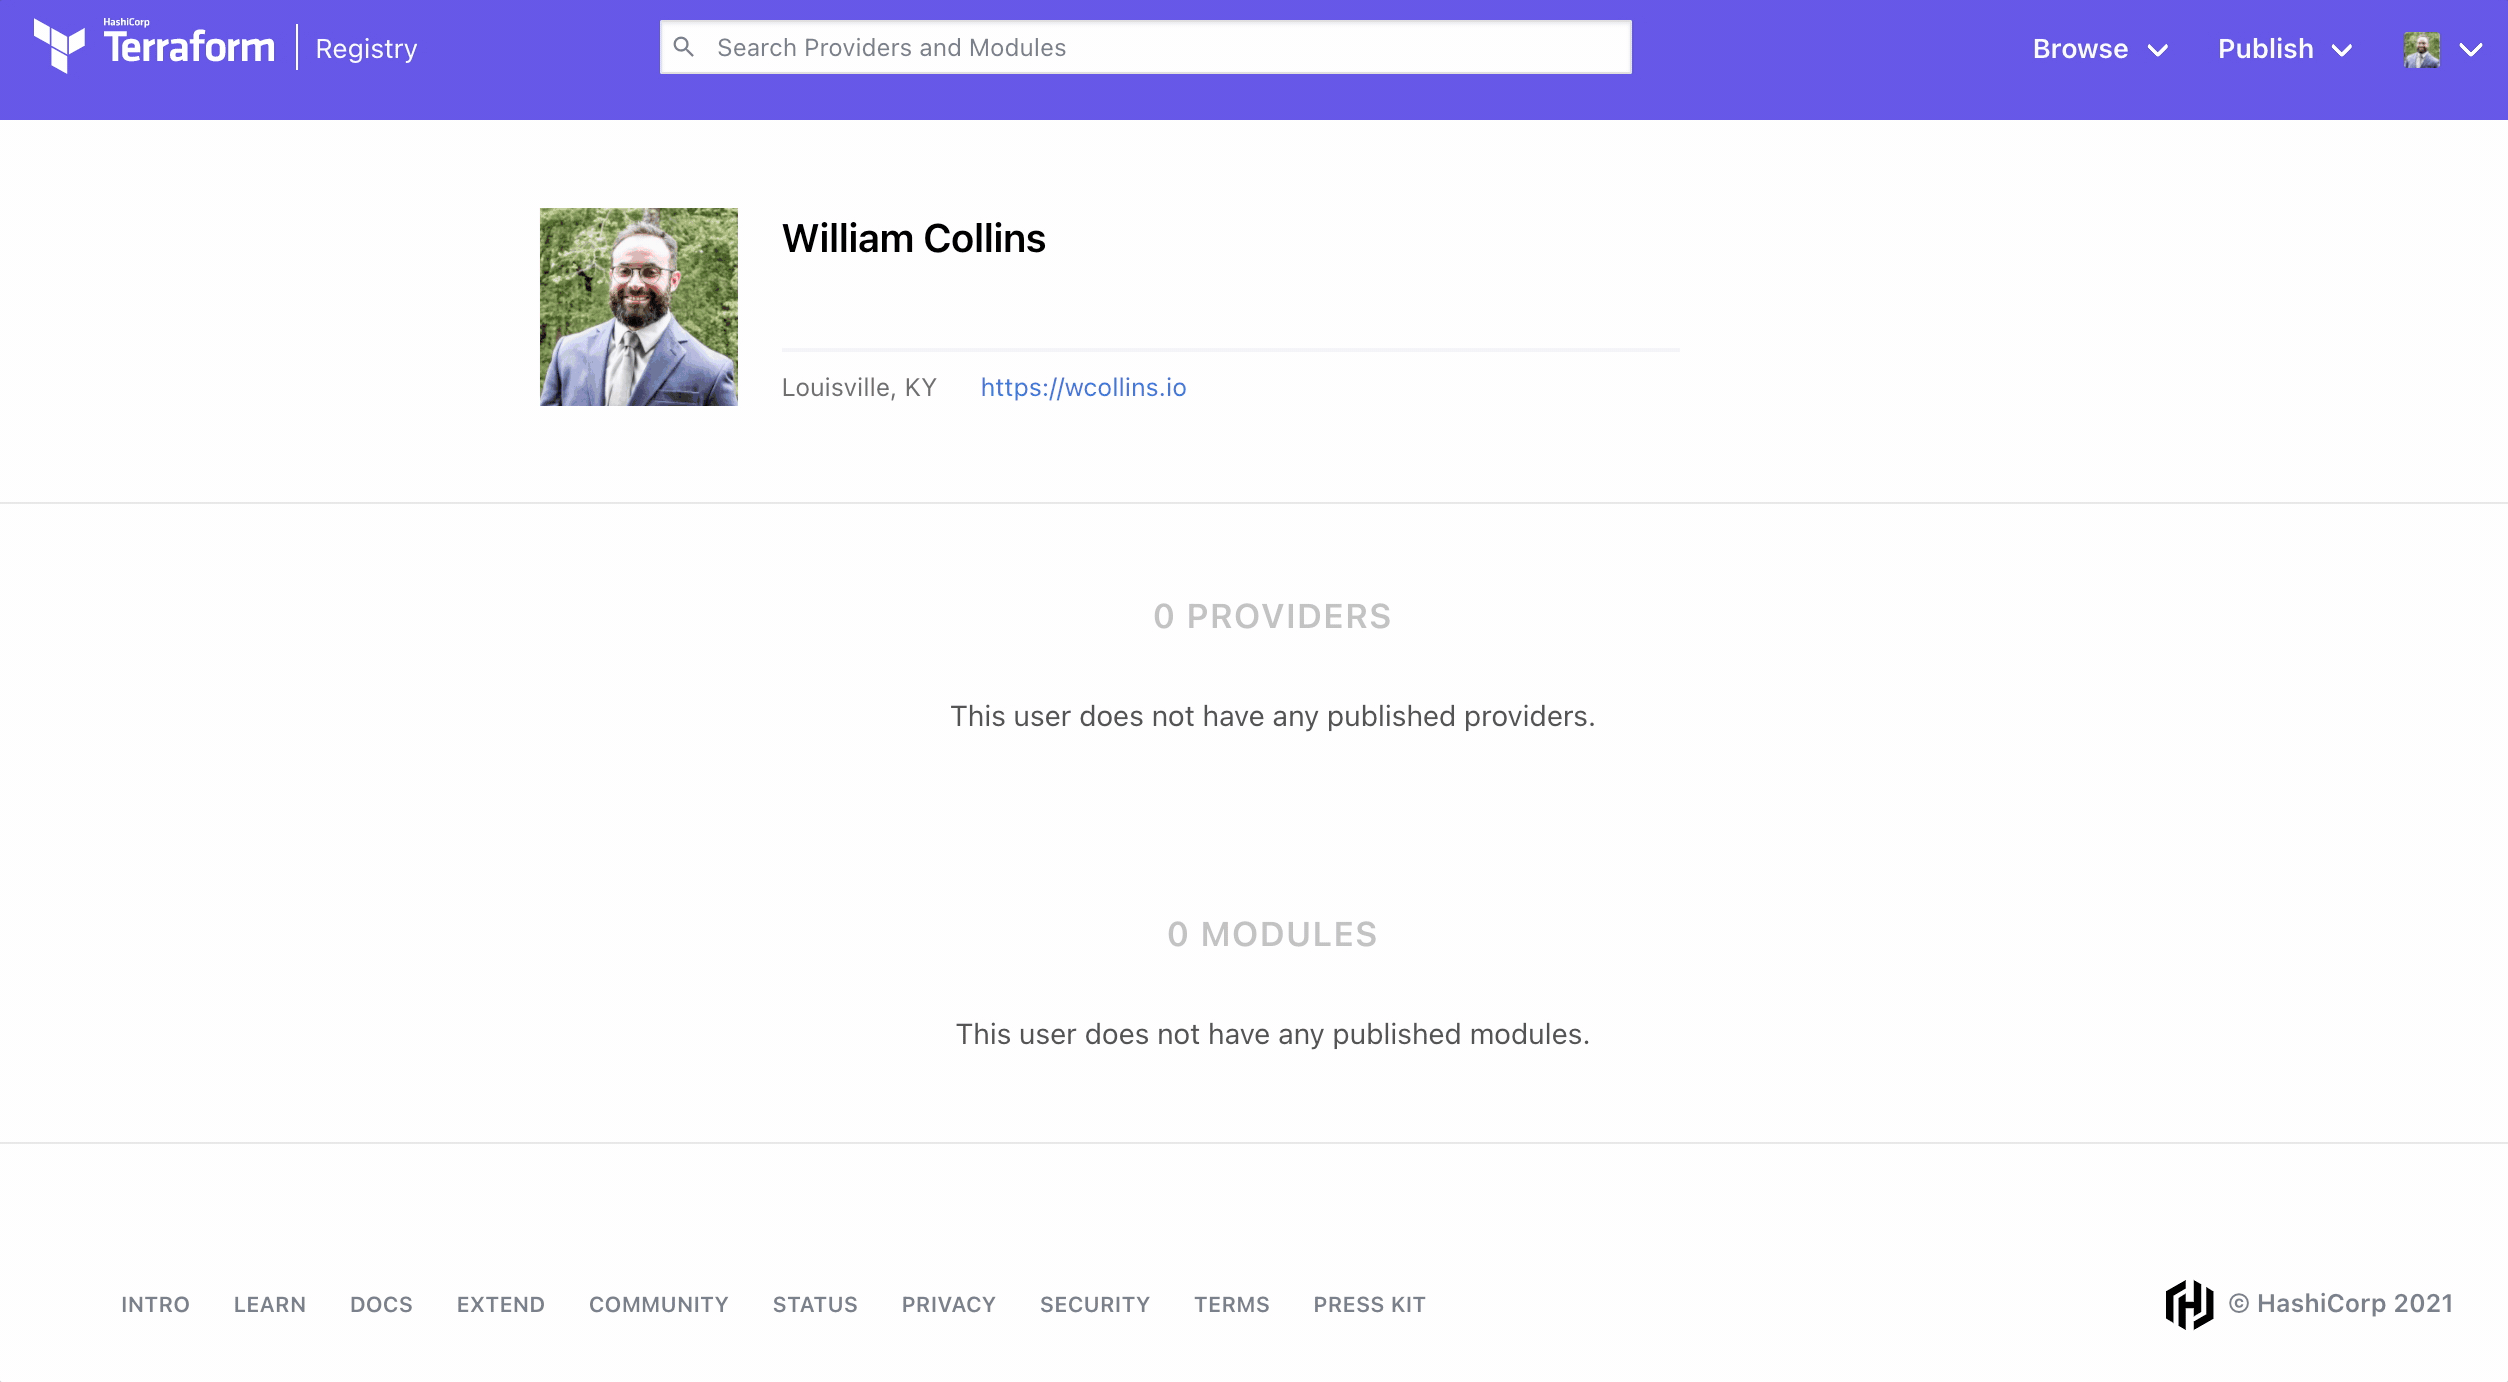 HashiCorp
Terraform
Registry
Search Providers and Modules
Browse
Publish
William Collins
Louisville, KY
https://wcollins.io
0 PROVIDERS
This user does not have any published providers.
0 MODULES
This user does not have any published modules.
INTRO
LEARN
DOCS
EXTEND
COMMUNITY
STATUS
PRIVACY
SECURITY
TERMS
PRESS KIT
© HashiCorp 2021